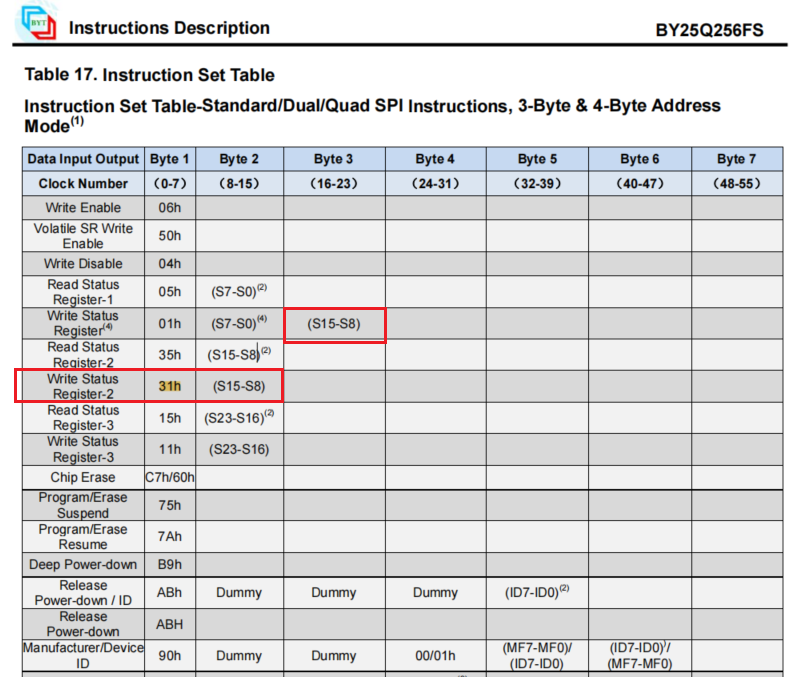 BYT
Instructions Description
BY25Q256FS
Table 17. Instruction Set Table
Instruction Set Table-Standard/Dual/Quad SPI Instructions, 3-Byte & 4-Byte Address
Mode(1)
Data Input Output Byte 1 Byte 2 Byte 3 Byte 4 Byte 5 Byte 6 Byte 7
Clock Number (0-7) (8-15) (16-23) (24-31) (32-39) (40-47) (48-55)
Write Enable 06h
Volatile SR Write
Enable 50h
Write Disable 04h
Read Status
Register-1 05h (S7-S0)(2)
Write Status
Register(4) 01h (S7-S0)(4) (S15-S8)
Read Status
Register-2 35h (S15-S8)(2)
Write Status
Register-2 31h (S15-S8)
Read Status
Register-3 15h (S23-S16)(2)
Write Status
Register-3 11h (S23-S16)
Chip Erase C7h/60h
Program/Erase
Suspend 75h
Program/Erase
Resume 7Ah
Deep Power-down B9h
Release
Power-down / ID ABh Dummy Dummy Dummy (ID7-ID0)(2)
Release
Power-down ABH
Manufacturer/Device
ID 90h Dummy Dummy 00/01h (MF7-MF0)/
(ID7-ID0) (ID7-ID0)/
(MF7-MF0)